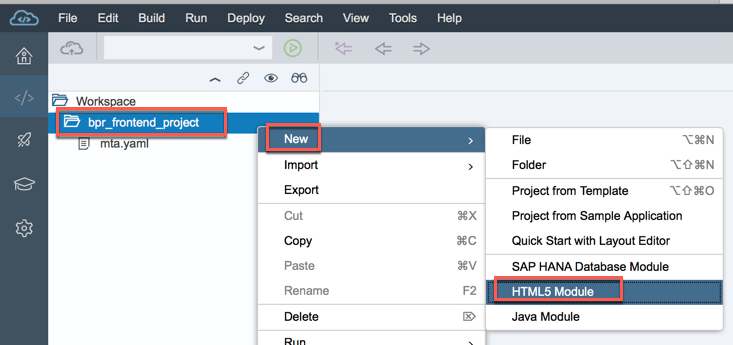 File Edit Build Run Deploy Search View Tools Help
Workspace
bpr_frontend_project
mta.yaml
New
Import
Export
Cut ⌘X
Copy ⌘C
Paste ⌘V
Rename F2
Delete ⌦
Run
File ⌥⌘N
Folder ⌥⇧⌘N
Project from Template ⌥⇧⌘O
Project from Sample Application
Quick Start with Layout Editor
SAP HANA Database Module
HTML5 Module
Java Module